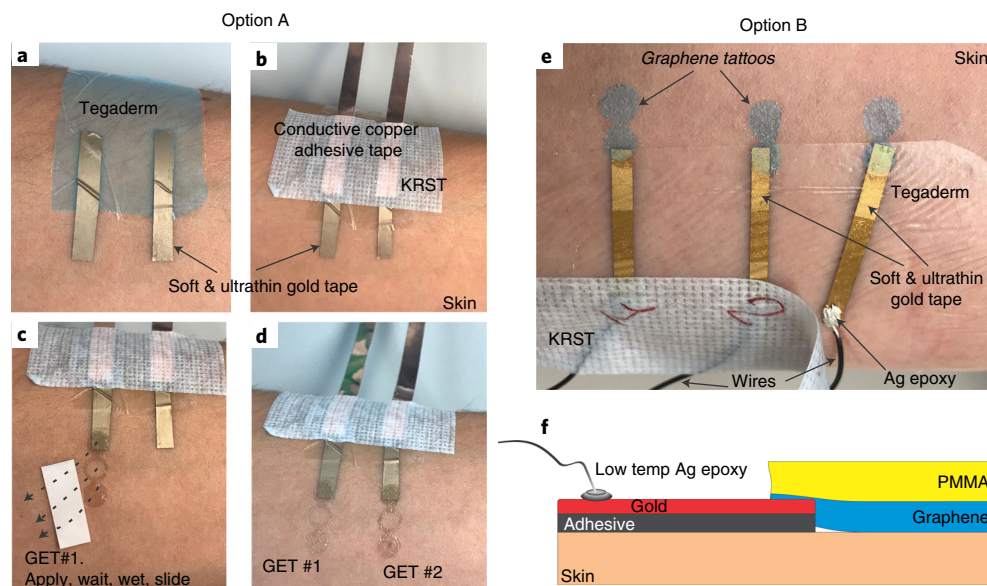 Option A
Option B
a
Tegaderm
b
Conductive copper
adhesive tape
KRST
Soft & ultrathin gold tape
Skin
c
GET#1.
Apply, wait, wet, slide
d
GET #1
GET #2
e
Graphene tattoos
Skin
Tegaderm
Soft & ultrathin
gold tape
KRST
Wires
Ag epoxy
f
Low temp Ag epoxy
PMMA
Gold
Graphene
Adhesive
Skin